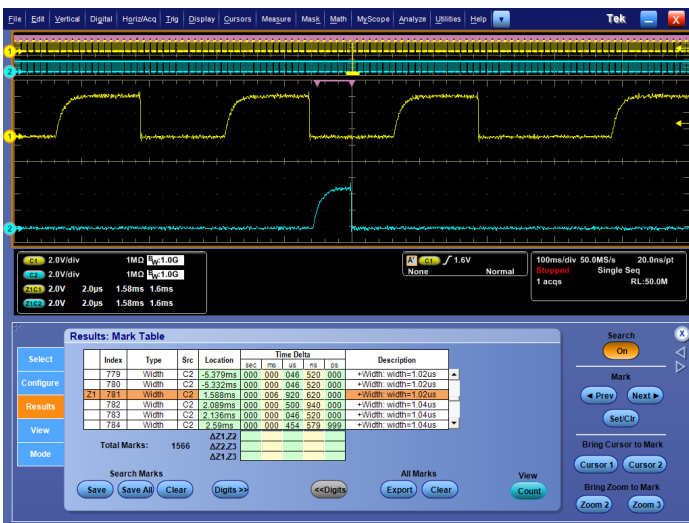 File Edit Vertical Digital Horiz/Acq Trig Display Cursors Measure Mask Math MyScope Analyze Utilities Help Tek X
1
2
1
2
C1 2.0V/div 1MΩ BW:1.0G
C2 2.0V/div 1MΩ BW:1.0G
Z1C1 2.0V 2.0µs 1.58ms 1.6ms
Z1C2 2.0V 2.0µs 1.58ms 1.6ms
A' C1 1.6V
None Normal
100ms/div 50.0MS/s 20.0ns/pt
Stopped Single Seq
1 acqs RL:50.0M
Results: Mark Table
Select
Configure
Results
View
Mode
Index Type Src Location Time Delta Description
sec ms us ns ps
779 Width C2 -5.379ms 000 000 046 520 000 +Width: width=1.02us
780 Width C2 -5.332ms 000 000 046 520 000 +Width: width=1.02us
Z1 781 Width C2 1.588ms 000 006 920 620 000 +Width: width=1.02us
782 Width C2 2.089ms 000 000 500 940 000 +Width: width=1.04us
783 Width C2 2.136ms 000 000 046 520 000 +Width: width=1.04us
784 Width C2 2.59ms 000 000 454 579 999 +Width: width=1.04us
Total Marks: 1566
ΔZ1.Z2
ΔZ2.Z3
ΔZ1.Z3
Search Marks
Save Save All Clear
Digits >>
<<Digits
All Marks
Export Clear
View
Count
Search
On
X
Mark
Prev Next
Set/Clr
Bring Cursor to Mark
Cursor 1 Cursor 2
Bring Zoom to Mark
Zoom 2 Zoom 3